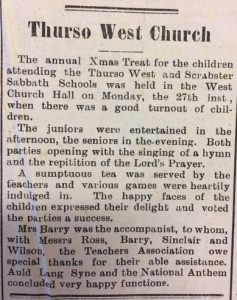 Thurso West Church
The annual Xmas Treat for the children
attending the Thurso West and Scrabster
Sabbath Schools was held in the West
Church Hall on Monday, the 27th inst,
when there was a good turnout of chil-
dren.
The juniors were entertained in the
afternoon, the seniors in the evening. Both
parties opening with the singing of a hymn
and the repitition of the Lord's Prayer.
A sumptuous tea was served by the
teachers and various games were heartily
indulged in. The happy faces of the
children expressed their delight and voted
the parties a success.
Mrs Barry was the accompanist, to whom,
with Messrs Ross, Barry, Sinclair and
Wilson, the Teachers Association owe
special thanks for their able assistance.
Auld Lang Syne and the National Anthem
concluded very happy functions.